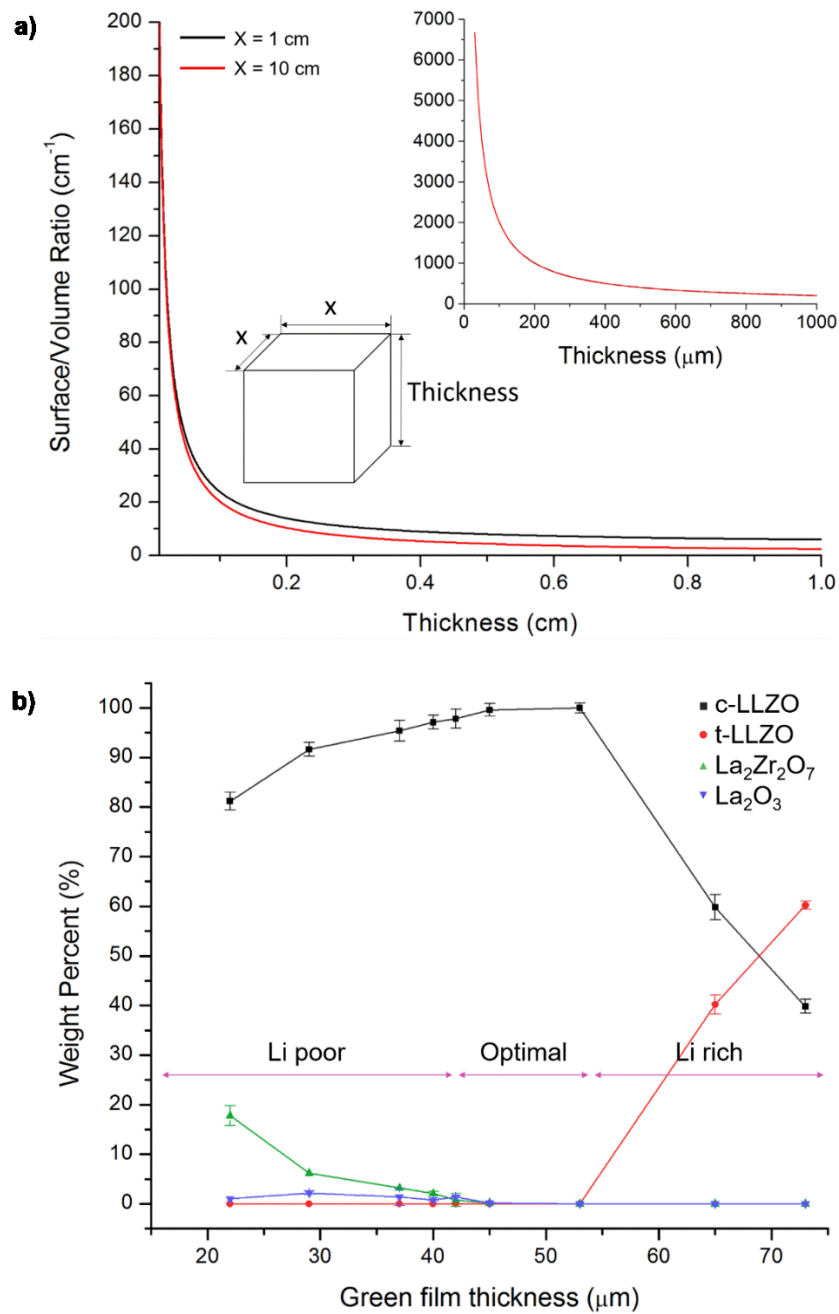 a)
Surface/Volume Ratio (cm⁻¹)
200
180
160
140
120
100
80
60
40
20
0
X = 1 cm
X = 10 cm
7000
6000
5000
4000
3000
2000
1000
0
0 200 400 600 800 1000
Thickness (μm)
X
X
Thickness
0.2 0.4 0.6 0.8 1.0
Thickness (cm)
b)
Weight Percent (%)
100
90
80
70
60
50
40
30
20
10
0
c-LLZO
t-LLZO
La₂Zr₂O₇
La₂O₃
Li poor Optimal Li rich
20 30 40 50 60 70
Green film thickness (μm)